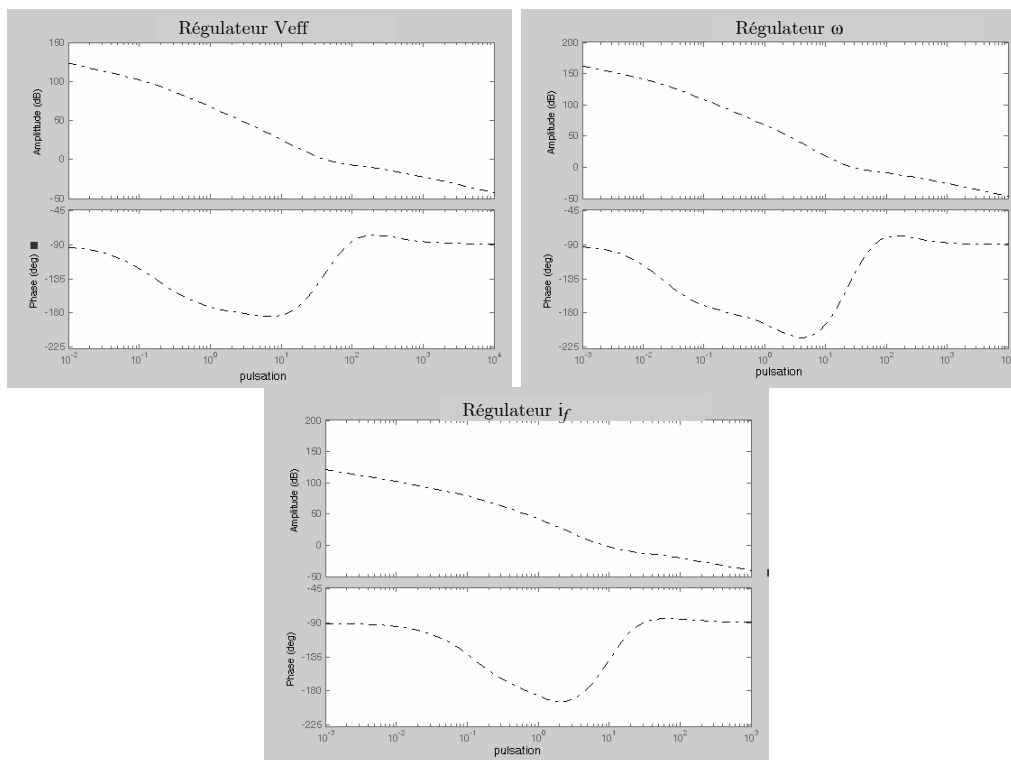 Régulateur Veff
150
100
50
0
-50
Amplittude (dB)
-45
-90
-135
-180
-225
Phase (deg)
10^-2 10^-1 10^0 10^1 10^2 10^3 10^4
pulsation
Régulateur ω
200
150
100
50
0
-50
Amplitude (dB)
-45
-90
-135
-180
-225
Phase (deg)
10^-3 10^-2 10^-1 10^0 10^1 10^2 10^3 10
pulsation
Régulateur i_f
200
150
100
50
0
-50
Amplitude (dB)
-45
-90
-135
-180
-225
Phase (deg)
10^-3 10^-2 10^-1 10^0 10^1 10^2 10^3
pulsation